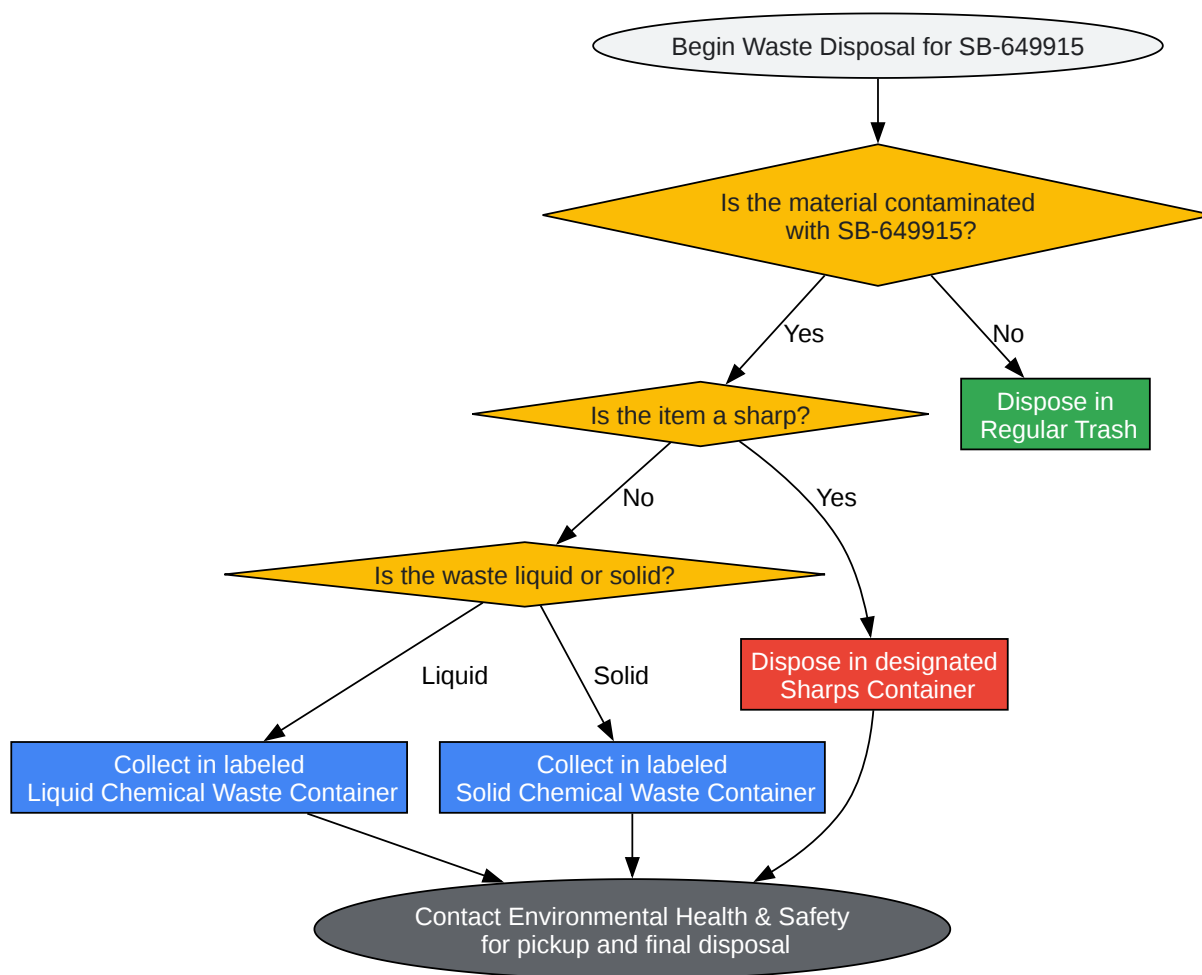 Begin Waste Disposal for SB-649915
Is the material contaminated
with SB-649915?
Yes
No
Is the item a sharp?
Dispose in
Regular Trash
No
Yes
Is the waste liquid or solid?
Liquid
Solid
Dispose in designated
Sharps Container
Collect in labeled
Liquid Chemical Waste Container
Collect in labeled
Solid Chemical Waste Container
Contact Environmental Health & Safety
for pickup and final disposal